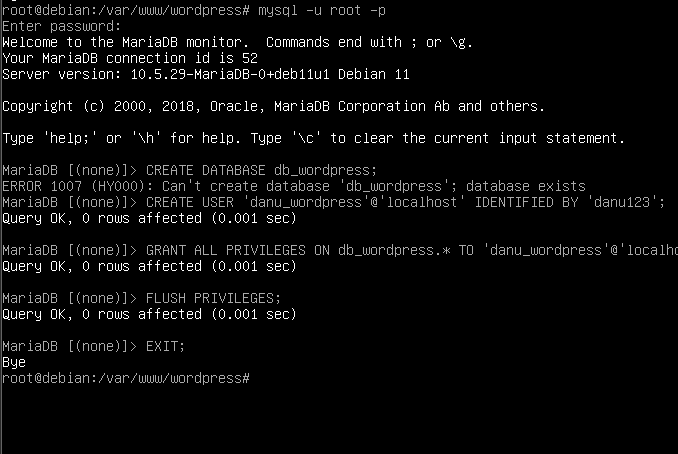 root@debian:/var/www/wordpress# mysql -u root -p
Enter password:
Welcome to the MariaDB monitor.  Commands end with ; or \g.
Your MariaDB connection id is 52
Server version: 10.5.29-MariaDB-0+deb11u1 Debian 11

Copyright (c) 2000, 2018, Oracle, MariaDB Corporation Ab and others.

Type 'help;' or '\h' for help. Type '\c' to clear the current input statement.

MariaDB [(none)]> CREATE DATABASE db_wordpress;
ERROR 1007 (HY000): Can't create database 'db_wordpress'; database exists
MariaDB [(none)]> CREATE USER 'danu_wordpress'@'localhost' IDENTIFIED BY 'danu123';
Query OK, 0 rows affected (0.001 sec)

MariaDB [(none)]> GRANT ALL PRIVILEGES ON db_wordpress.* TO 'danu_wordpress'@'localho
Query OK, 0 rows affected (0.001 sec)

MariaDB [(none)]> FLUSH PRIVILEGES;
Query OK, 0 rows affected (0.001 sec)

MariaDB [(none)]> EXIT;
Bye
root@debian:/var/www/wordpress#